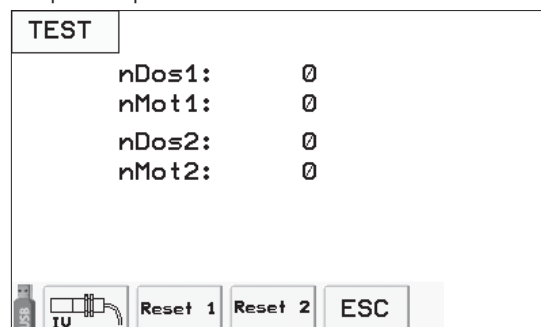 TEST
nDos1: 0
nMot1: 0
nDos2: 0
nMot2: 0
USB IU Reset 1 Reset 2 ESC